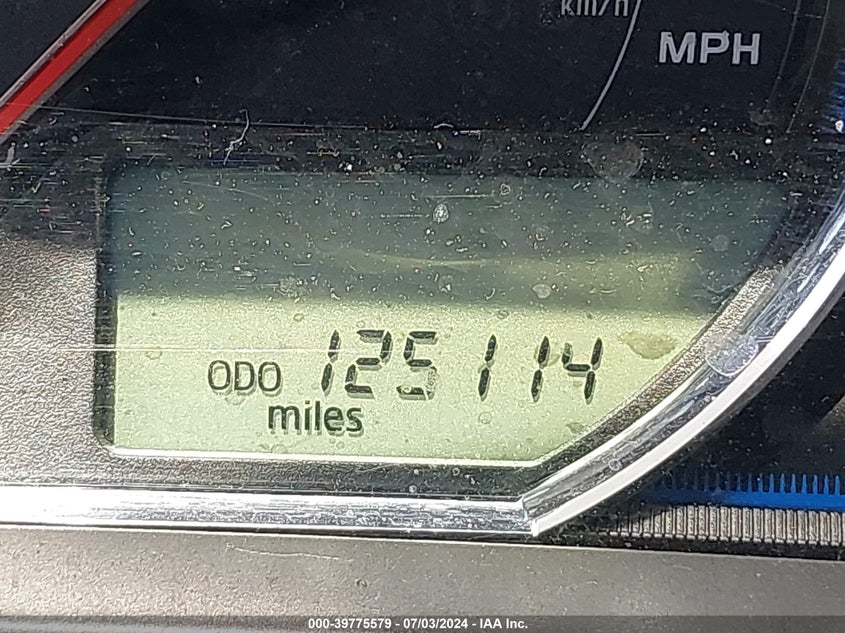 km/h
MPH
ODO 125114
miles
000-39775579 - 07/03/2024 - IAA Inc.